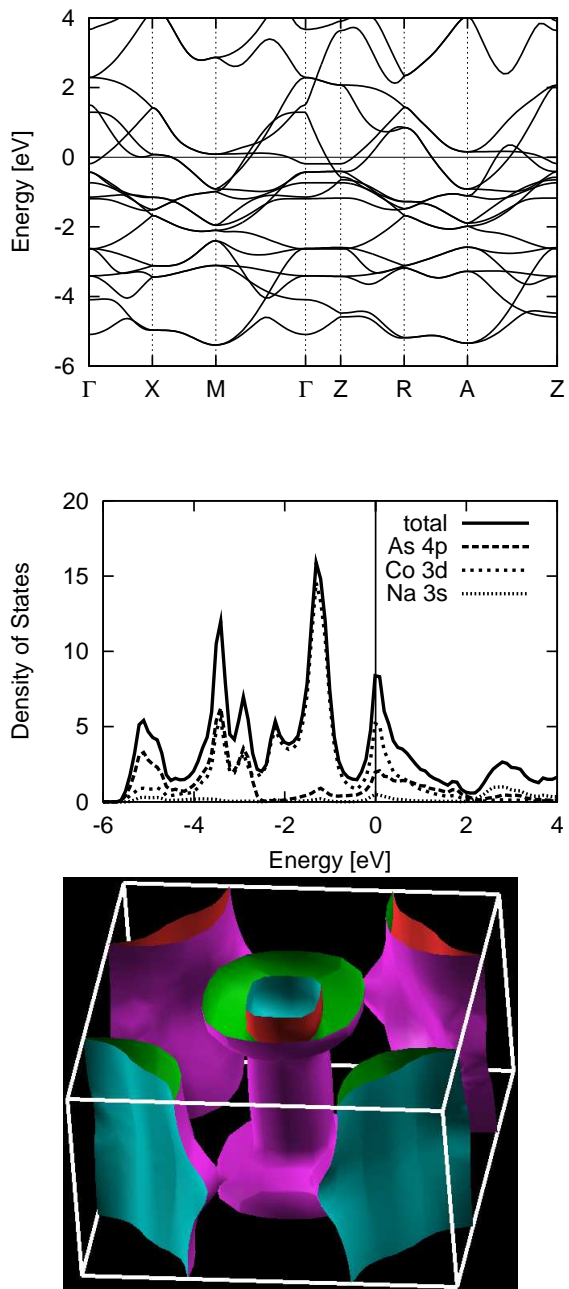 4
2
0
-2
-4
-6
Energy [eV]
Γ X M Γ Z R A Z
20
15
10
5
0
Density of States
total
As 4p
Co 3d
Na 3s
-6 -4 -2 0 2 4
Energy [eV]